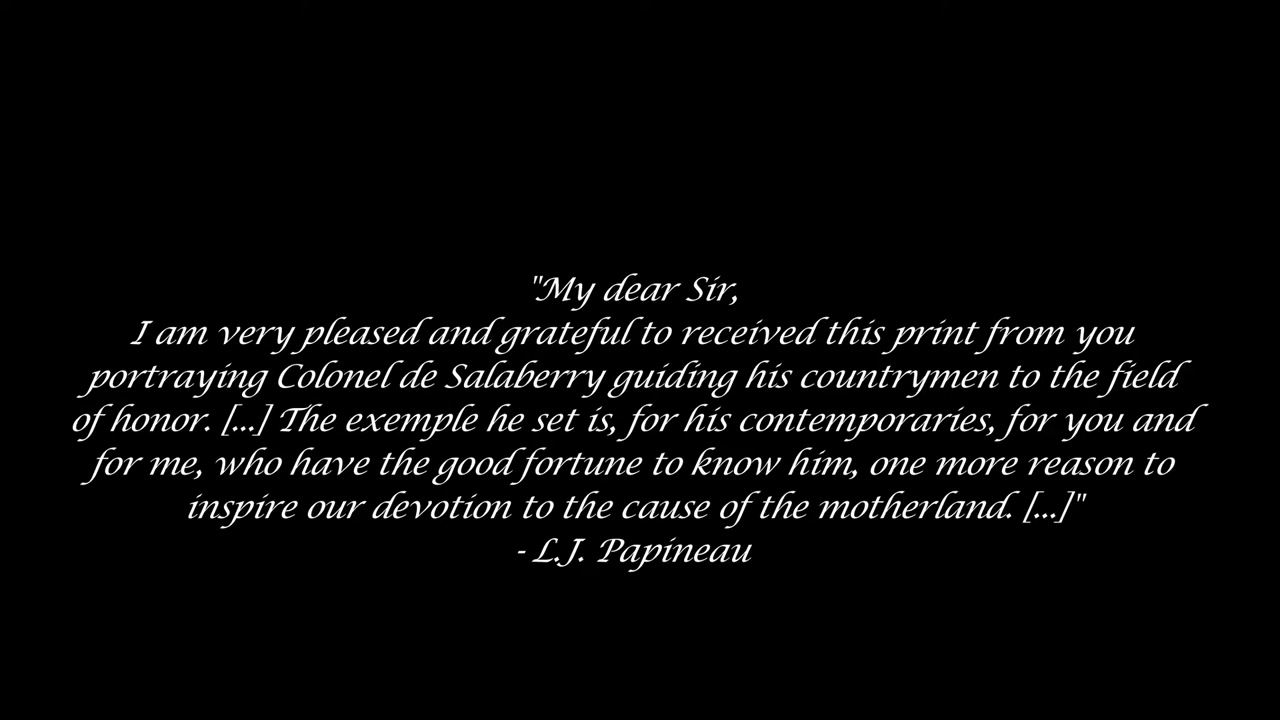 "My dear Sir,
I am very pleased and grateful to received this print from you
portraying Colonel de Salaberry guiding his countrymen to the field
of honor. [...] The exemple he set is, for his contemporaries, for you and
for me, who have the good fortune to know him, one more reason to
inspire our devotion to the cause of the motherland. [...]"
- L.J. Papineau